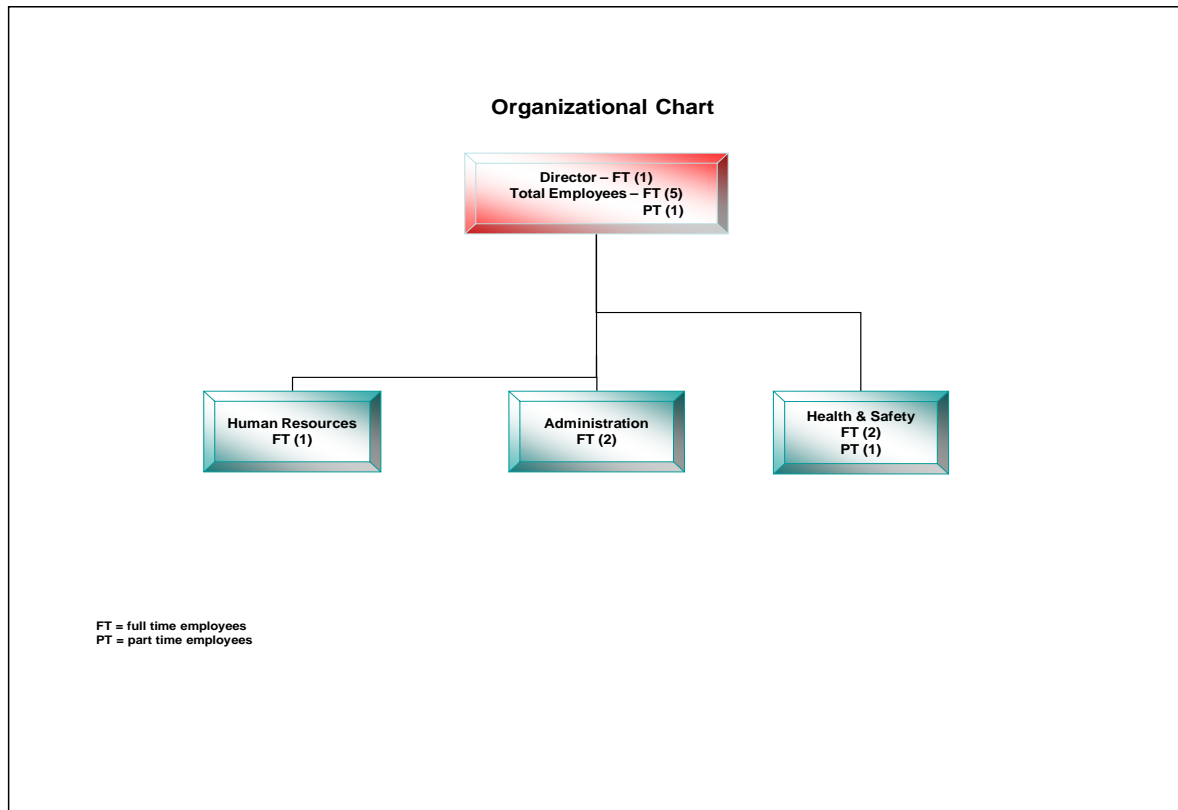 Organizational Chart
Director – FT (1)
Total Employees – FT (5)
PT (1)
Human Resources
FT (1)
Administration
FT (2)
Health & Safety
FT (2)
PT (1)
FT = full time employees
PT = part time employees